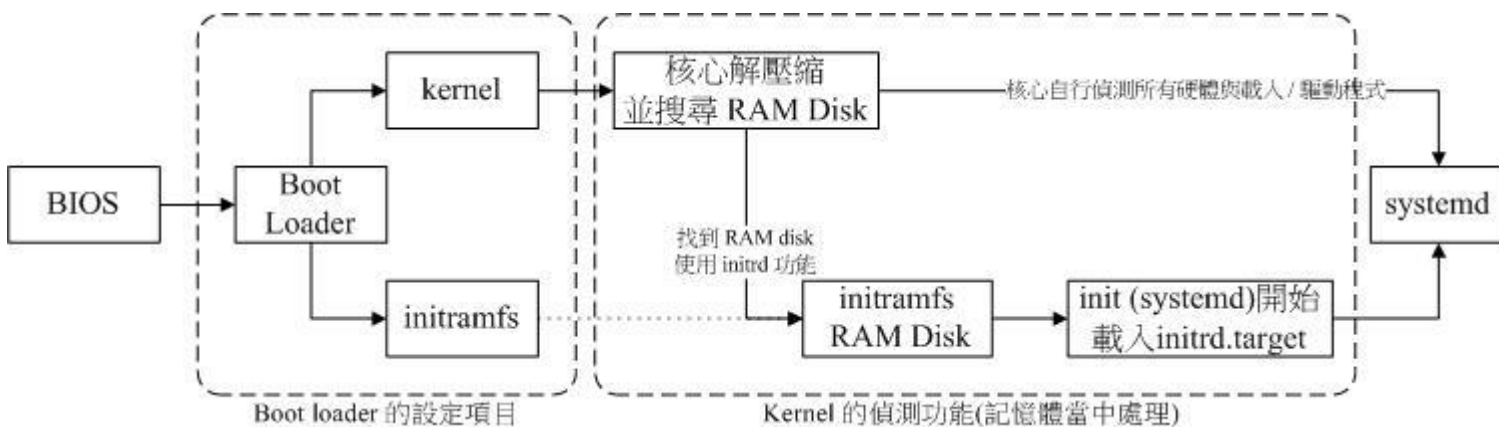 BIOS
Boot
Loader
kernel
initramfs
Boot loader 的設定項目
核心解壓縮
並搜尋 RAM Disk
核心自行偵測所有硬體與載入 / 驅動程式
找到 RAM disk
使用 initrd 功能
initramfs
RAM Disk
init (systemd)開始
載入initrd.target
systemd
Kernel 的偵測功能(記憶體當中處理)